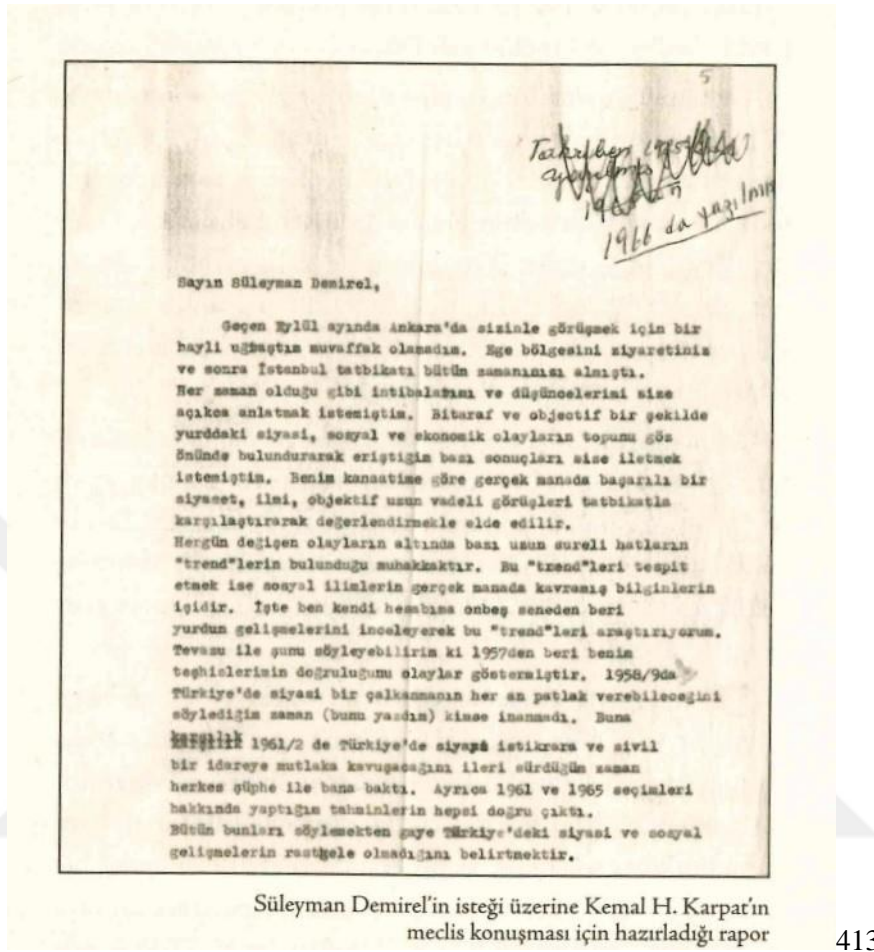 5
Takriben 1965
1966 da yazılmış
Sayın Süleyman Demirel,
Geçen Eylül ayında Ankara'da sizinle görüşmek için bir
hayli uğraştım muvaffak olamadım. Ege bölgesini ziyaretiniz
ve sonra İstanbul tatbikatı bütün zamanınızı almıştı.
Her zaman olduğu gibi intibalarımı ve düşüncelerimi size
açıkca anlatmak istemiştim. Bitaraf ve objectif bir şekilde
yurddaki siyasi, sosyal ve ekonomik olayların topunu göz
önünde bulundurarak eriştiğim bazı sonuçları size iletmek
istemiştim. Benim kanaatime göre gerçek manada başarılı bir
siyaset, ilmi, objektif uzun vadeli görüşleri tatbikatla
karşılaştırarak değerlendirmekle elde edilir.
Hergün değişen olayların altında bazı uzun sureli hatların
"trend"lerin bulunduğu muhakkaktır. Bu "trend"leri tespit
etmek ise sosyal ilimlerin gerçek manada kavramış bilginlerin
işidir. İşte ben kendi hesabıma onbeş seneden beri
yurdun gelişmelerini inceleyerek bu "trend"leri araştırıyorum.
Tevazu ile şunu söyleyebilirim ki 1957den beri benim
teşhislerimin doğruluğunu olaylar göstermiştir. 1958/9da
Türkiye'de siyasi bir çalkanmanın her an patlak verebileceğini
söylediğim zaman (bunu yazdım) kimse inanmadı. Buna
karşılık
1961/2 de Türkiye'de siyasi istikrara ve sivil
bir idareye mutlaka kavuşacağını ileri sürdüğüm zaman
herkes şüphe ile bana baktı. Ayrıca 1961 ve 1965 seçimleri
hakkında yaptığım tahminlerin hepsi doğru çıktı.
Bütün bunları söylemekten gaye Türkiye'deki siyasi ve sosyal
gelişmelerin rastgele olmadığını belirtmektir.
Süleyman Demirel'in isteği üzerine Kemal H. Karpat'ın
meclis konuşması için hazırladığı rapor
413